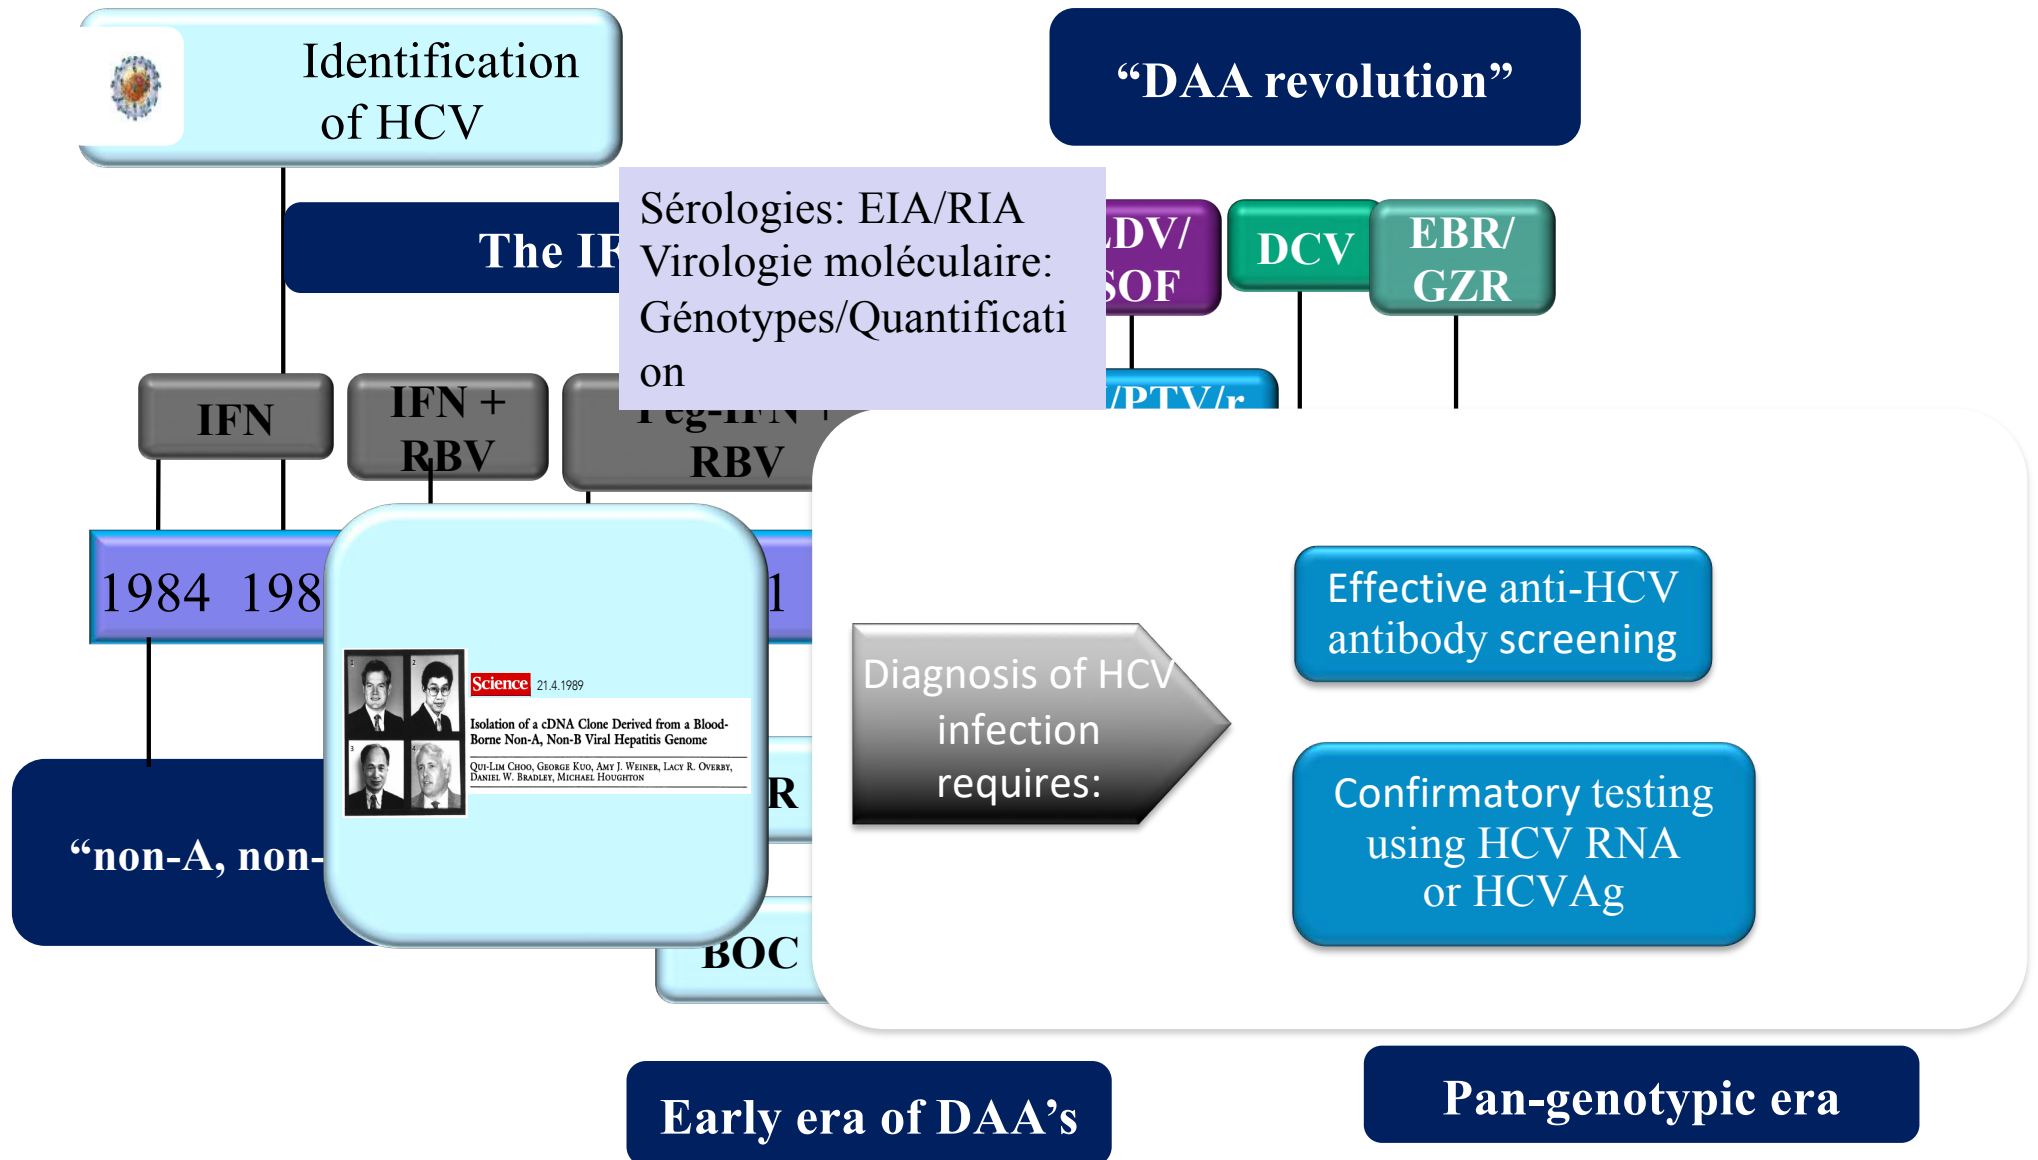 Identification
of HCV
“DAA revolution”
Sérologies: EIA/RIA
Virologie moléculaire:
Génotypes/Quantificati
on
The
DCV
EBR/
GZR
SOF
IFN
IFN +
RBV
Peg-IFN +
RBV
/PTV/r
1984
Effective anti-HCV
antibody screening
Diagnosis of HCV
infection
requires:
Science 21.4.1989
Isolation of a cDNA Clone Derived from a Blood-
Borne Non-A, Non-B Viral Hepatitis Genome
QUI-LIM CHOO, GEORGE KUO, AMY J. WEINER, LACY R. OVERBY,
DANIEL W. BRADLEY, MICHAEL HOUGHTON
Confirmatory testing
using HCV RNA
or HCVAg
“non-A, non-
BOC
Early era of DAA’s
Pan-genotypic era